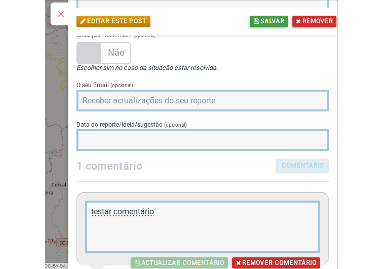 EDITAR ESTE POST
SALVAR
REMOVER
Não
Escolher sim no caso da situação estar resolvida.
O seu Email (opcional)
Receber actualizações do seu reporte
Data do reporte/ideia/sugestão (opcional)
1 comentário
COMENTÁRIO
testar comentário
ACTUALIZAR COMENTÁRIO
REMOVER COMENTÁRIO